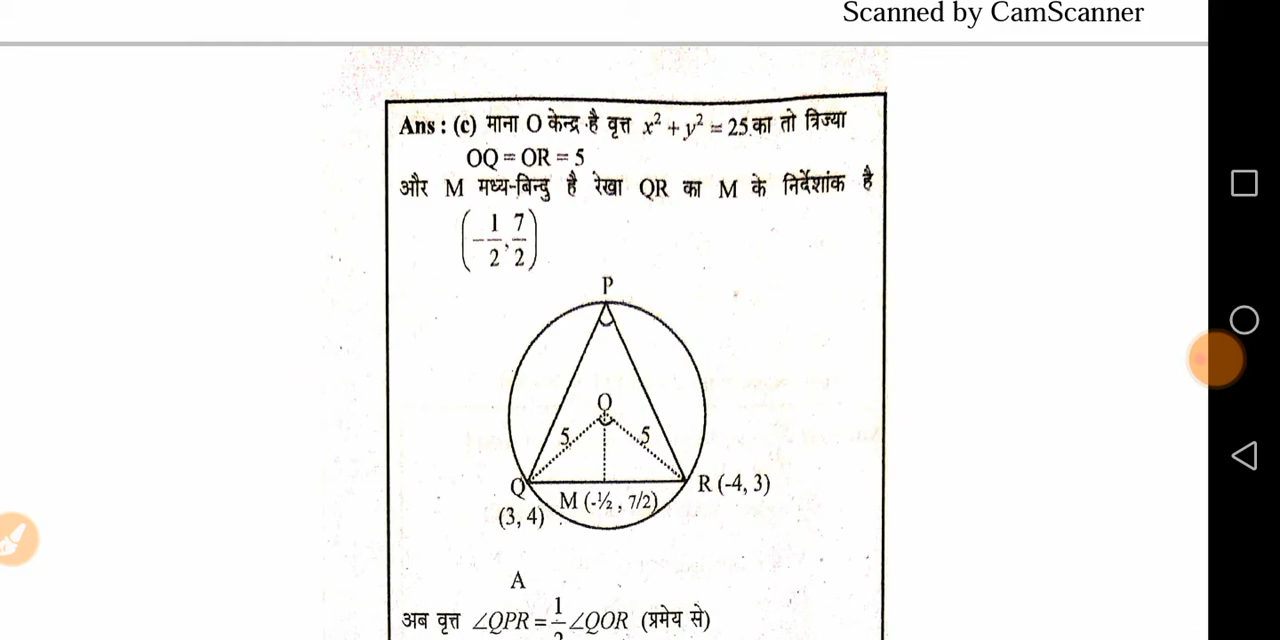 Scanned by CamScanner
Ans : (c) माना O केन्द्र है वृत्त x² + y² = 25 का तो त्रिज्या
OQ = OR = 5
और M मध्य-बिन्दु है रेखा QR का M के निर्देशांक है
(-1/2, 7/2)
P
O
5 5
Q R (-4, 3)
M (-½ , 7/2)
(3, 4)
A
अब वृत्त ∠QPR = 1/2 ∠QOR (प्रमेय से)